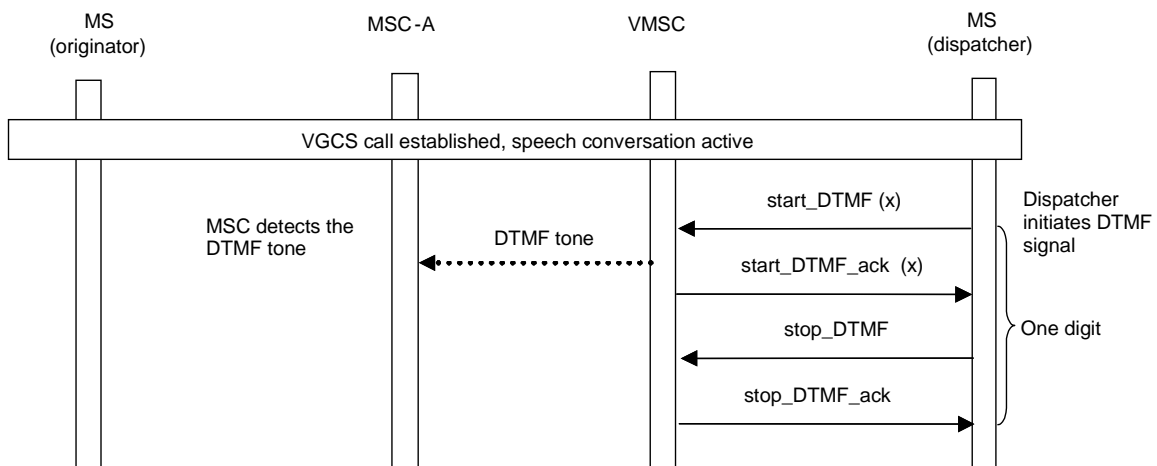 MS
(originator)
MSC-A
VMSC
MS
(dispatcher)
VGCS call established, speech conversation active
start_DTMF (x)
Dispatcher
initiates DTMF
signal
MSC detects the
DTMF tone
DTMF tone
start_DTMF_ack (x)
stop_DTMF
One digit
stop_DTMF_ack